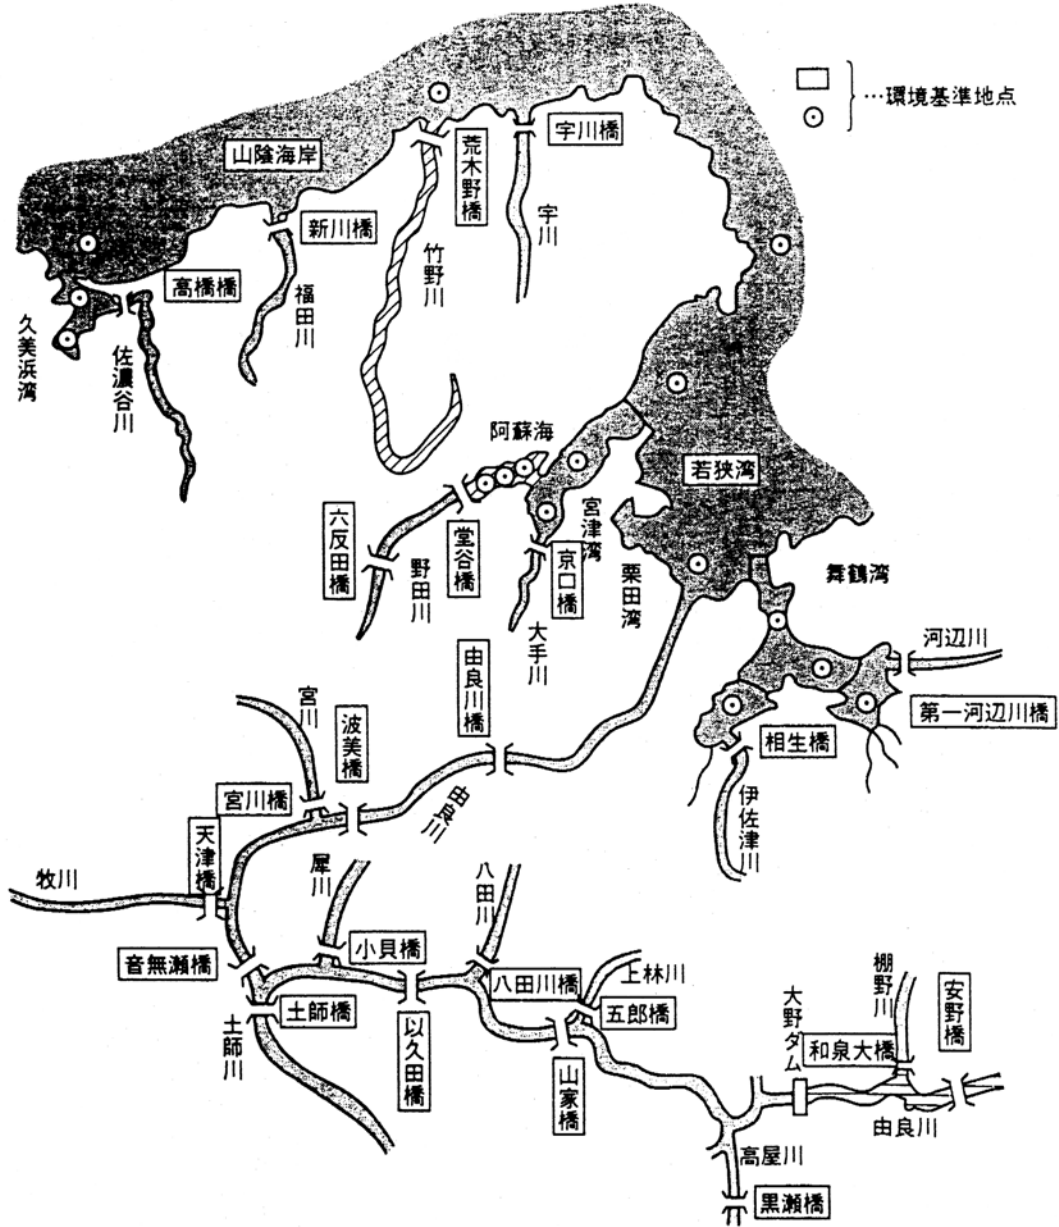 …環境基準地点
宇川橋
荒木野橋
山陰海岸
新川橋
宇川
竹野川
高橋橋
福田川
久美浜湾
佐濃谷川
阿蘇海
若狭湾
宮津湾
六反田橋
堂谷橋
京口橋
野田川
栗田湾
舞鶴湾
大手川
河辺川
由良川橋
第一河辺川橋
宮川
波美橋
相生橋
宮川橋
由良川
伊佐津川
天津橋
牧川
犀川
八田川
音無瀬橋
小貝橋
八田川橋
上林川
棚野川
安野橋
大野ダム
土師橋
五郎橋
土師川
以久田橋
和泉大橋
山家橋
由良川
高屋川
黒瀬橋